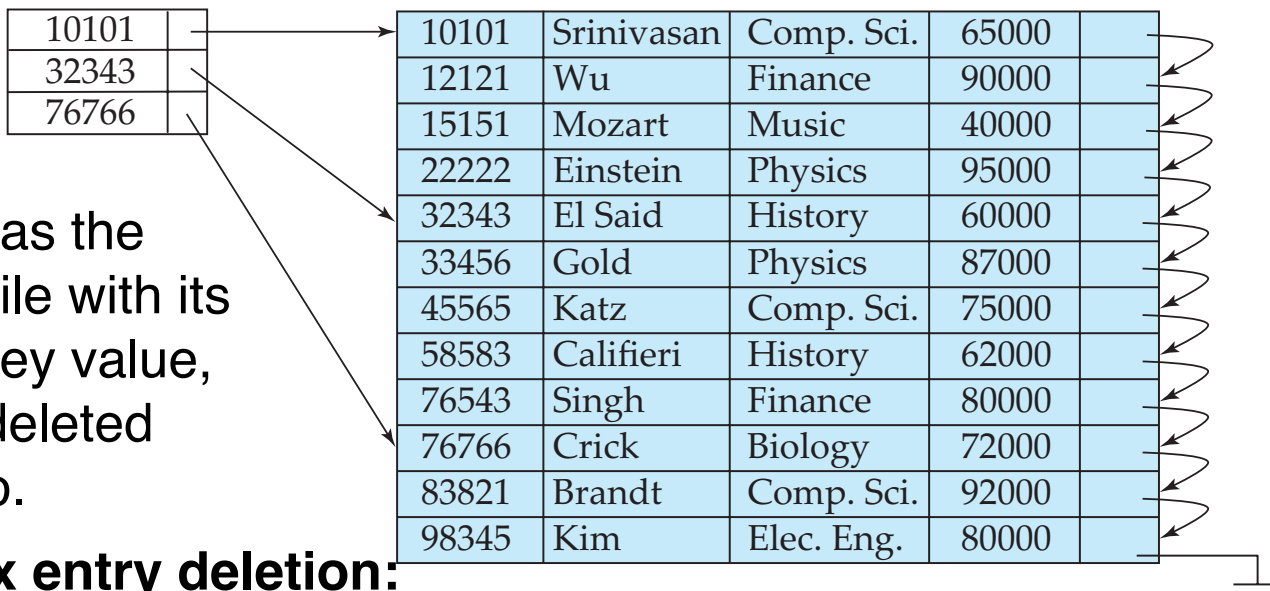 10101
32343
76766
10101 Srinivasan Comp. Sci. 65000
12121 Wu Finance 90000
15151 Mozart Music 40000
22222 Einstein Physics 95000
32343 El Said History 60000
33456 Gold Physics 87000
45565 Katz Comp. Sci. 75000
58583 Califieri History 62000
76543 Singh Finance 80000
76766 Crick Biology 72000
83821 Brandt Comp. Sci. 92000
98345 Kim Elec. Eng. 80000
as the
ile with its
ey value,
deleted
o.
x entry deletion: